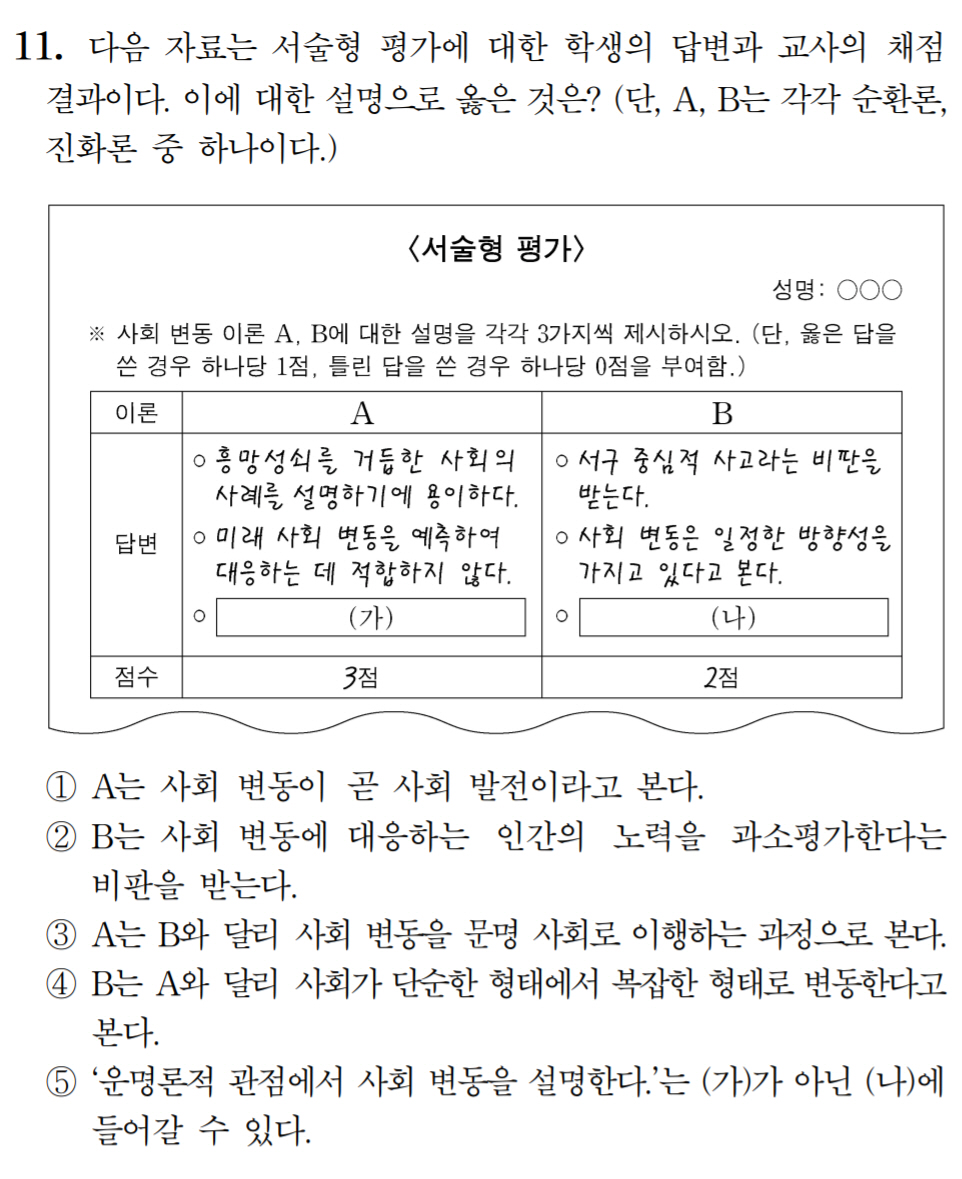 11. 다음 자료는 서술형 평가에 대한 학생의 답변과 교사의 채점
결과이다. 이에 대한 설명으로 옳은 것은? (단, A, B는 각각 순환론,
진화론 중 하나이다.)
〈서술형 평가〉
성명: ○○○
※ 사회 변동 이론 A, B에 대한 설명을 각각 3가지씩 제시하시오. (단, 옳은 답을
쓴 경우 하나당 1점, 틀린 답을 쓴 경우 하나당 0점을 부여함.)
이론 A B
답변
○ 흥망성쇠를 거듭한 사회의
사례를 설명하기에 용이하다.
○ 미래 사회 변동을 예측하여
대응하는 데 적합하지 않다.
○ (가)
○ 서구 중심적 사고라는 비판을
받는다.
○ 사회 변동은 일정한 방향성을
가지고 있다고 본다.
○ (나)
점수 3점 2점
① A는 사회 변동이 곧 사회 발전이라고 본다.
② B는 사회 변동에 대응하는 인간의 노력을 과소평가한다는
비판을 받는다.
③ A는 B와 달리 사회 변동을 문명 사회로 이행하는 과정으로 본다.
④ B는 A와 달리 사회가 단순한 형태에서 복잡한 형태로 변동한다고
본다.
⑤ ‘운명론적 관점에서 사회 변동을 설명한다.’는 (가)가 아닌 (나)에
들어갈 수 있다.